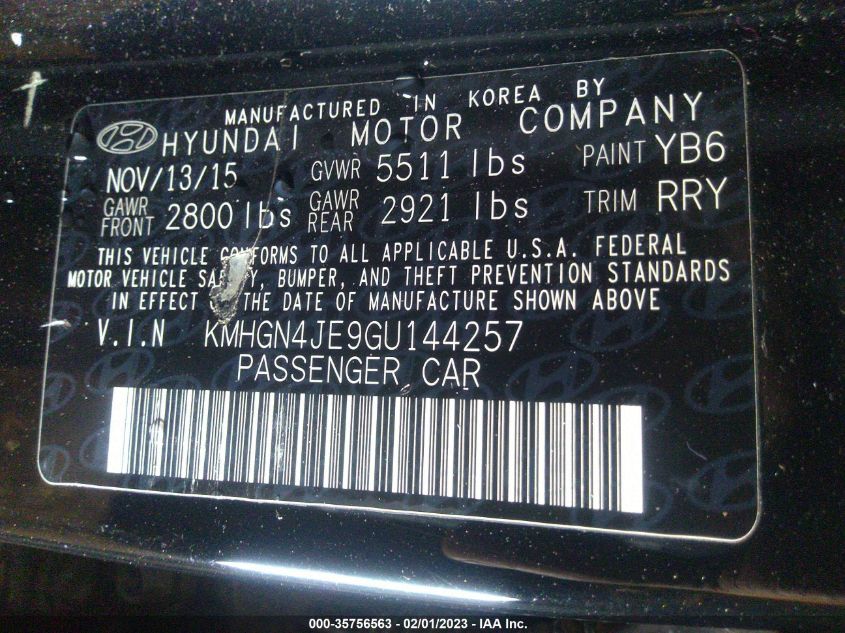 MANUFACTURED IN KOREA BY
HYUNDAI MOTOR COMPANY
NOV/13/15 GVWR 5511 lbs PAINT YB6
GAWR FRONT 2800 lbs GAWR REAR 2921 lbs TRIM RRY
THIS VEHICLE CONFORMS TO ALL APPLICABLE U.S.A. FEDERAL
MOTOR VEHICLE BUMPER, AND THEFT PREVENTION STANDARDS
IN EFFECT THE DATE OF MANUFACTURE SHOWN ABOVE
V.I.N KMHGN4JE9GU144257
PASSENGER CAR
000-35756563 - 02/01/2023 - IAA Inc.